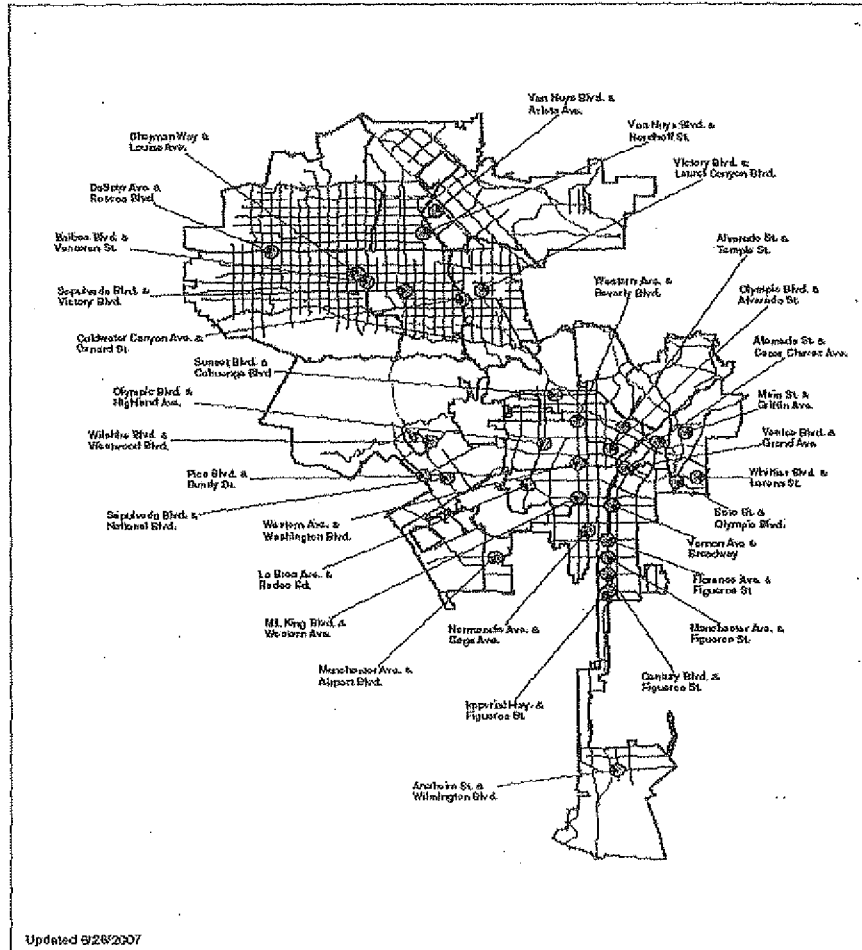 Van Nuys Blvd. &
Arleta Ave.
Van Nuys Blvd. &
Nordhoff St.
Victory Blvd. &
Laurel Canyon Blvd.
Sherman Way &
Louise Ave.
DeSoto Ave. &
Roscoe Blvd.
Balboa Blvd. &
Vanowen St.
Sepulveda Blvd. &
Victory Blvd.
Coldwater Canyon Ave. &
Oxnard St.
Sunset Blvd. &
Cahuenga Blvd
Olympic Blvd. &
Highland Ave.
Wilshire Blvd. &
Westwood Blvd.
Pico Blvd. &
Bundy Dr.
Sepulveda Blvd. &
National Blvd.
Western Ave. &
Washington Blvd.
La Brea Ave. &
Rodeo Rd.
M.L. King Blvd. &
Western Ave.
Manchester Ave. &
Airport Blvd.
Normandie Ave. &
Gage Ave.
Imperial Hwy. &
Figueroa St.
Anaheim St. &
Wilmington Blvd.
Western Ave. &
Beverly Blvd.
Alvarado St. &
Temple St.
Olympic Blvd. &
Alvarado St.
Alameda St. &
Cesar Chavez Ave.
Main St. &
Griffin Ave.
Venice Blvd. &
Grand Ave
Whittier Blvd. &
Lorena St.
Soto St. &
Olympic Blvd.
Vernon Ave &
Broadway
Florence Ave. &
Figueroa St
Manchester Ave. &
Figueroa St.
Century Blvd. &
Figueroa St.
Updated 6/26/2007